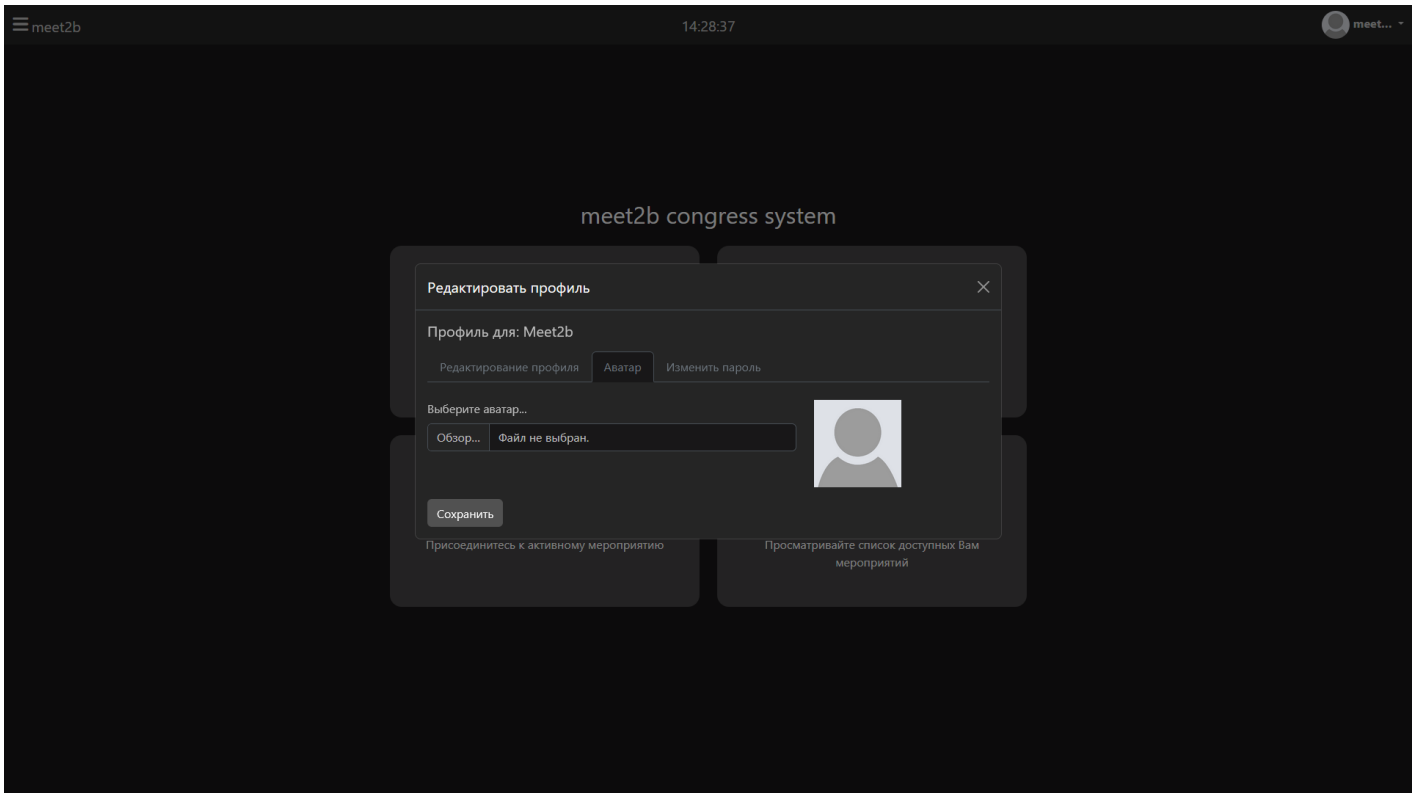 meet2b
14:28:37
meet...
meet2b congress system
Редактировать профиль
Профиль для: Meet2b
Редактирование профиля
Аватар
Изменить пароль
Выберите аватар...
Обзор...
Файл не выбран.
Сохранить
Присоединитесь к активному мероприятию
Просматривайте список доступных Вам
мероприятий